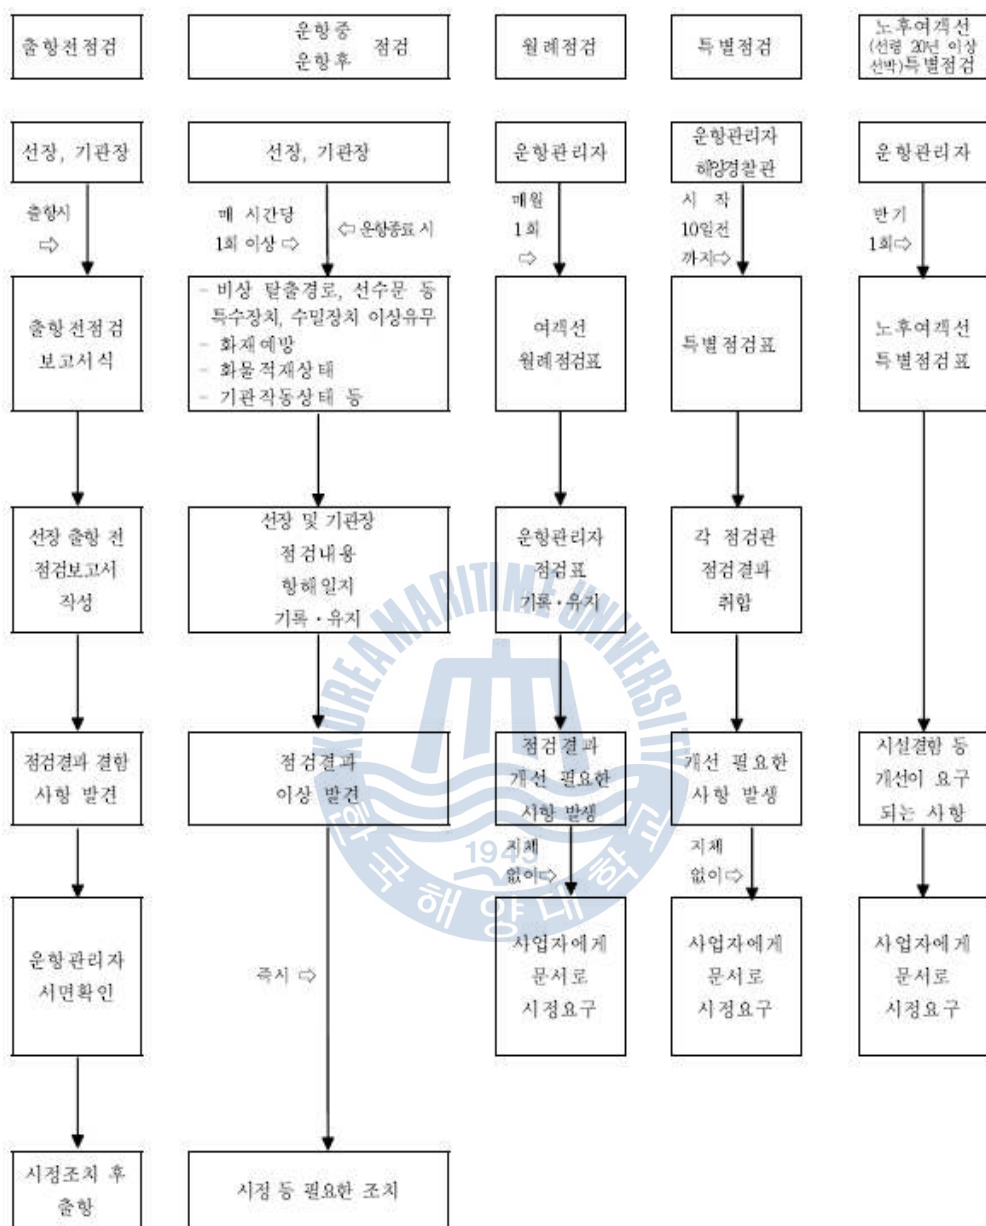 출항전점검
운항중
운항후 점검
월례점검
특별점검
노후여객선
(선령 20년 이상
선박)특별점검
선장, 기관장
선장, 기관장
운항관리자
운항관리자
해양경찰관
운항관리자
출항시
⇨
매 시간당
1회 이상 ⇨
⇦ 운항종료 시
매월
1회
⇨
시 작
10일전
까지⇨
반기
1회⇨
출항전점검
보고서식
- 비상 탈출경로, 선수문 등
특수장치, 수밀장치 이상유무
- 화재예방
- 화물적재상태
- 기관작동상태 등
여객선
월례점검표
특별점검표
노후여객선
특별점검표
선장 출항 전
점검보고서
작성
선장 및 기관장
점검내용
항해일지
기록・유지
운항관리자
점검표
기록・유지
각 점검관
점검결과
취합
점검결과 결함
사항 발견
점검결과
이상 발견
점검결과
개선 필요한
사항 발생
개선 필요한
사항 발생
시설결함 등
개선이 요구
되는 사항
지체
없이⇨
지체
없이⇨
운항관리자
서면확인
즉시 ⇨
사업자에게
문서로
시정요구
사업자에게
문서로
시정요구
사업자에게
문서로
시정요구
시정조치 후
출항
시정 등 필요한 조치
KOREA MARITIME UNIVERSITY
1945
한국해양대학교